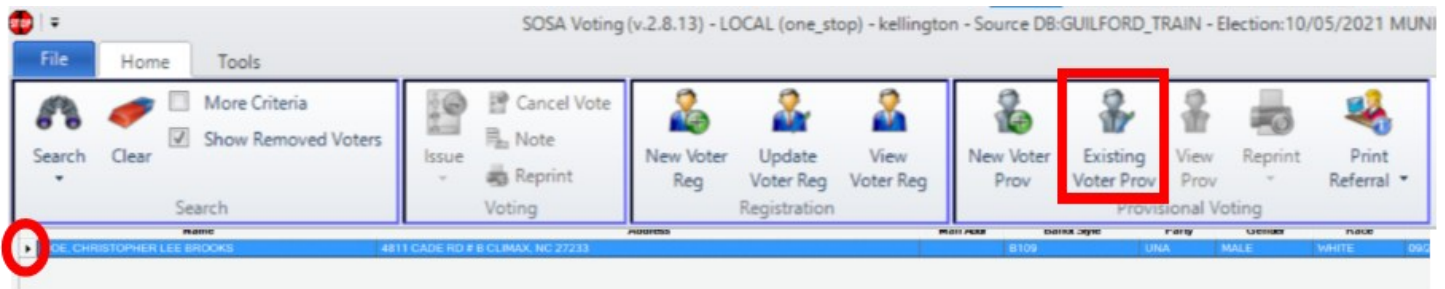 STOP
SOSA Voting (v.2.8.13) - LOCAL (one_stop) - kellington - Source DB:GUILFORD_TRAIN - Election:10/05/2021 MUNI
File Home Tools
More Criteria
Show Removed Voters
Search Clear
Search
Cancel Vote
Note
Reprint
Issue
Voting
New Voter Reg
Update Voter Reg
View Voter Reg
Registration
New Voter Prov
Existing Voter Prov
View Prov
Reprint
Print Referral
Provisional Voting
Name Address Mail Addr Ballot Style Party Gender Race
OE, CHRISTOPHER LEE BROOKS 4811 CADE RD # B CLIMAX, NC 27233 B109 UNA MALE WHITE 09/2